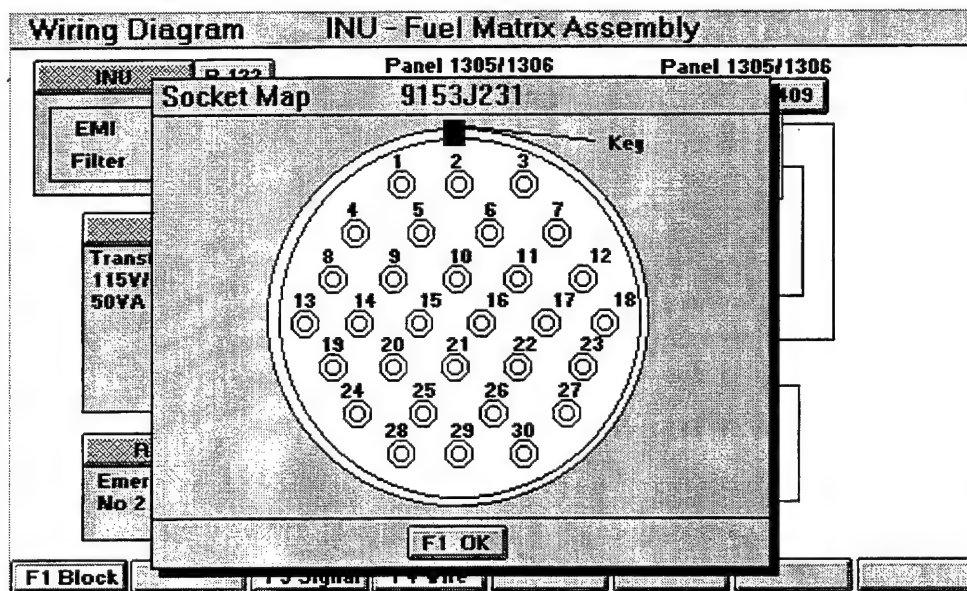 Wiring Diagram INU - Fuel Matrix Assembly
INU
Panel 1305/1306
Panel 1305/1306
409
EMI
Filter
Socket Map 9153J231
Key
1 2 3
4 5 6 7
8 9 10 11 12
13 14 15 16 17 18
19 20 21 22 23
24 25 26 27
28 29 30
115V
50VA
Emer
No 2
F1 OK
F1 Block